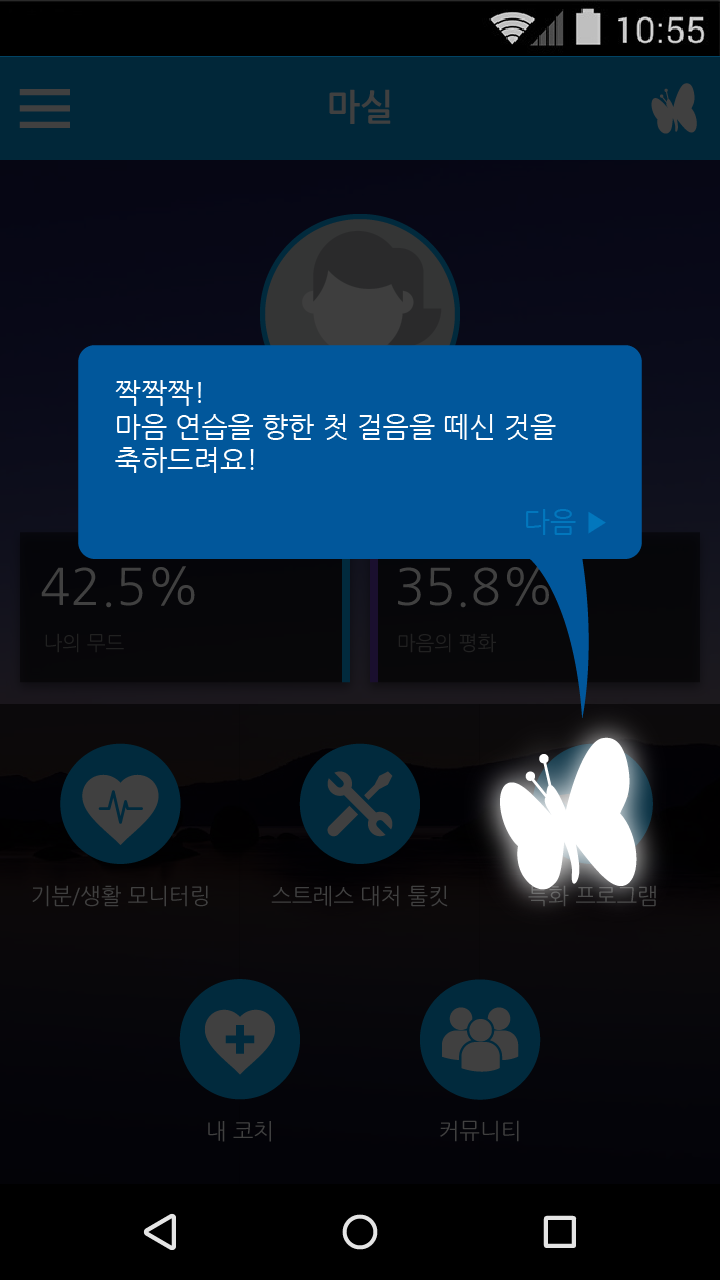 10:55
마실
짝짝짝!
마음 연습을 향한 첫 걸음을 떼신 것을
축하드려요!
다음 ▶
42.5%
나의 무드
35.8%
마음의 평화
기분/생활 모니터링
스트레스 대처 툴킷
특화 프로그램
내 코치
커뮤니티